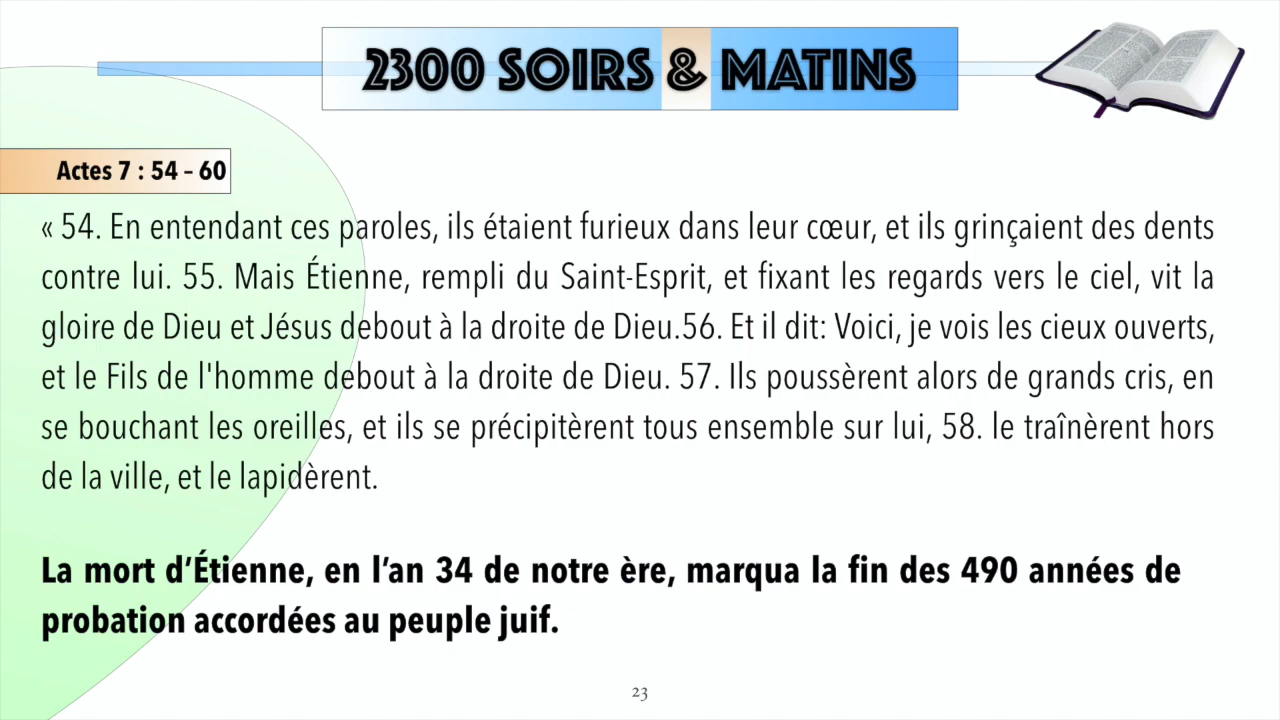 2300 SOIRS & MATINS
Actes 7 : 54 – 60
« 54. En entendant ces paroles, ils étaient furieux dans leur cœur, et ils grinçaient des dents
contre lui. 55. Mais Étienne, rempli du Saint-Esprit, et fixant les regards vers le ciel, vit la
gloire de Dieu et Jésus debout à la droite de Dieu.56. Et il dit: Voici, je vois les cieux ouverts,
et le Fils de l'homme debout à la droite de Dieu. 57. Ils poussèrent alors de grands cris, en
se bouchant les oreilles, et ils se précipitèrent tous ensemble sur lui, 58. le traînèrent hors
de la ville, et le lapidèrent.
La mort d’Étienne, en l’an 34 de notre ère, marqua la fin des 490 années de
probation accordées au peuple juif.
23